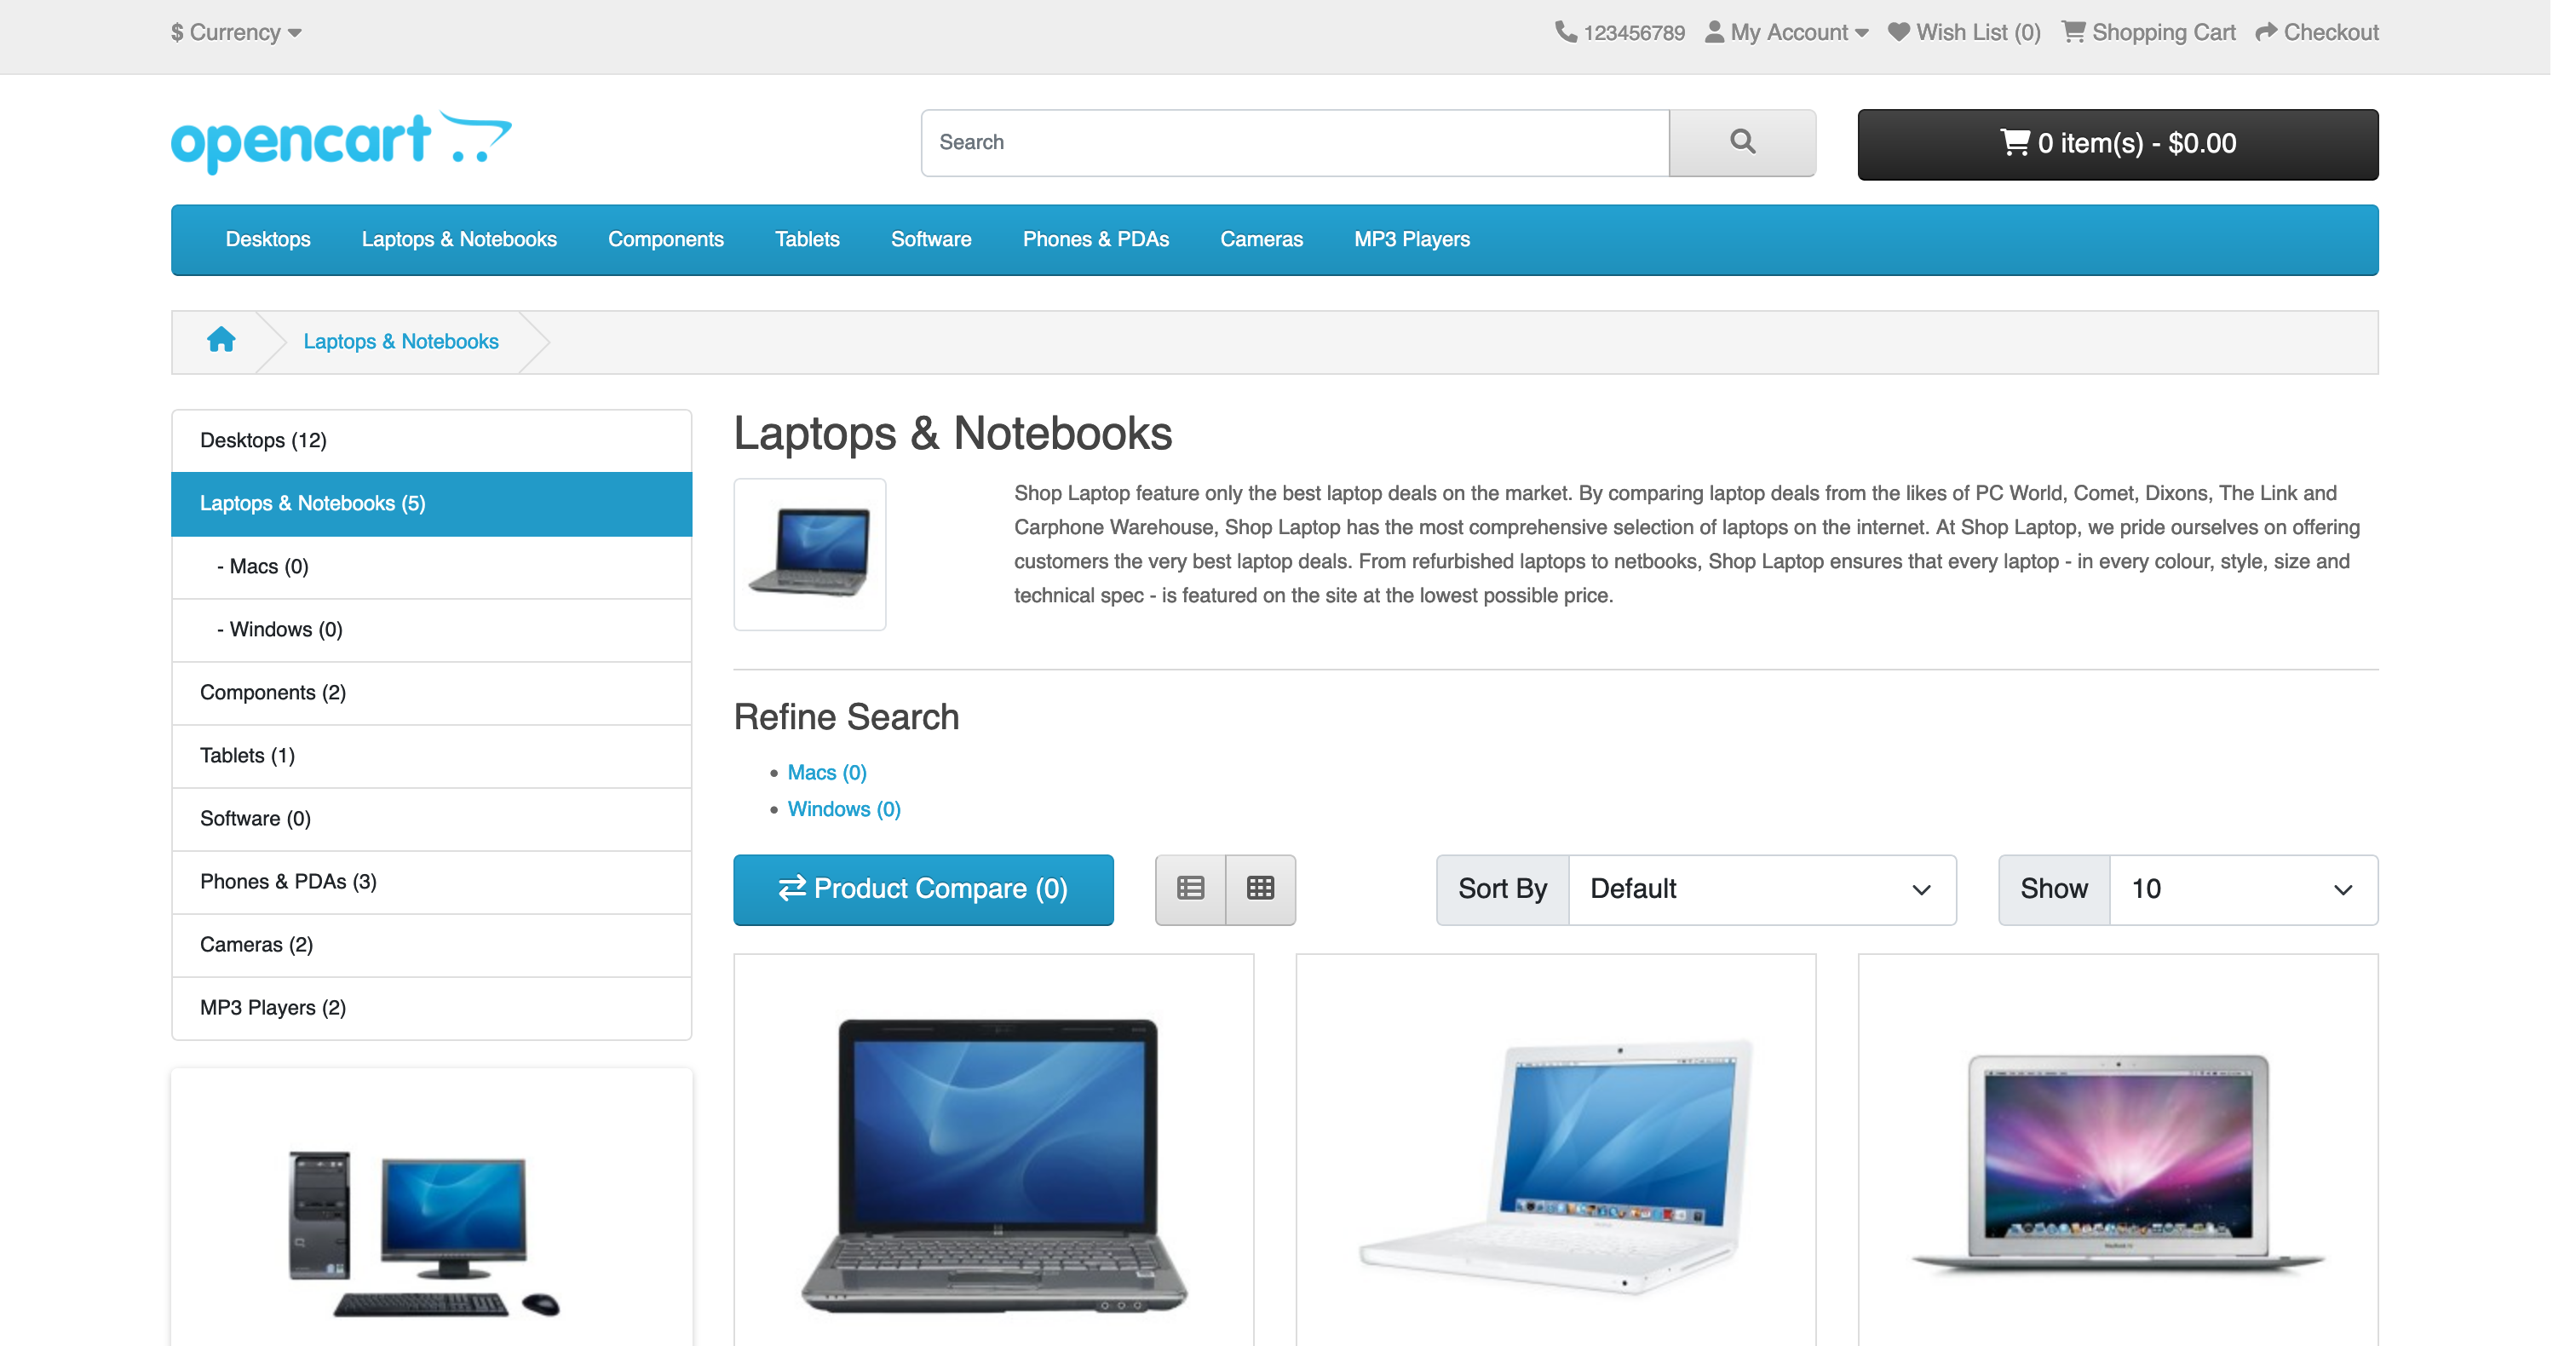 $ Currency
123456789 My Account Wish List (0) Shopping Cart Checkout
opencart
Search
0 item(s) - $0.00
Desktops Laptops & Notebooks Components Tablets Software Phones & PDAs Cameras MP3 Players
Laptops & Notebooks
Desktops (12)
Laptops & Notebooks (5)
- Macs (0)
- Windows (0)
Components (2)
Tablets (1)
Software (0)
Phones & PDAs (3)
Cameras (2)
MP3 Players (2)
Laptops & Notebooks
Shop Laptop feature only the best laptop deals on the market. By comparing laptop deals from the likes of PC World, Comet, Dixons, The Link and
Carphone Warehouse, Shop Laptop has the most comprehensive selection of laptops on the internet. At Shop Laptop, we pride ourselves on offering
customers the very best laptop deals. From refurbished laptops to netbooks, Shop Laptop ensures that every laptop - in every colour, style, size and
technical spec - is featured on the site at the lowest possible price.
Refine Search
Macs (0)
Windows (0)
Product Compare (0)
Sort By Default
Show 10